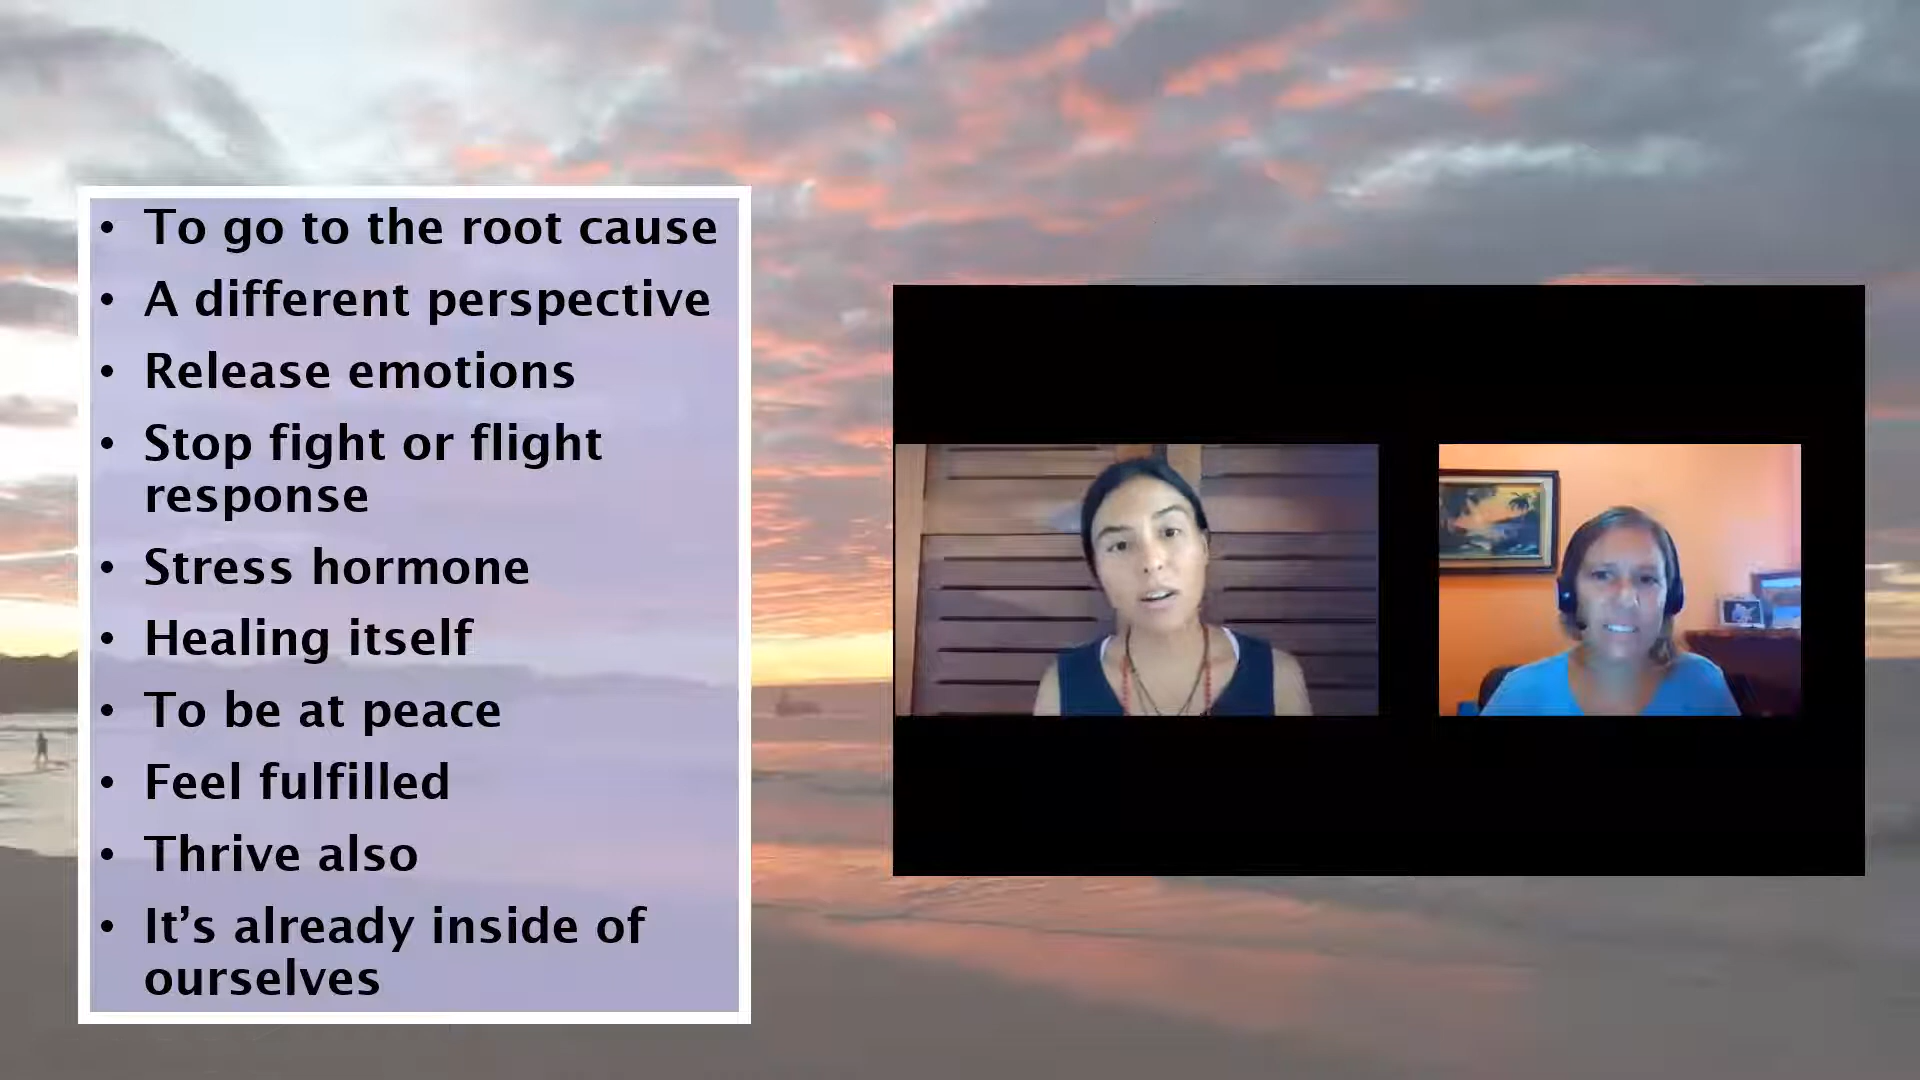 • To go to the root cause
• A different perspective
• Release emotions
• Stop fight or flight
response
• Stress hormone
• Healing itself
• To be at peace
• Feel fulfilled
• Thrive also
• It’s already inside of
ourselves